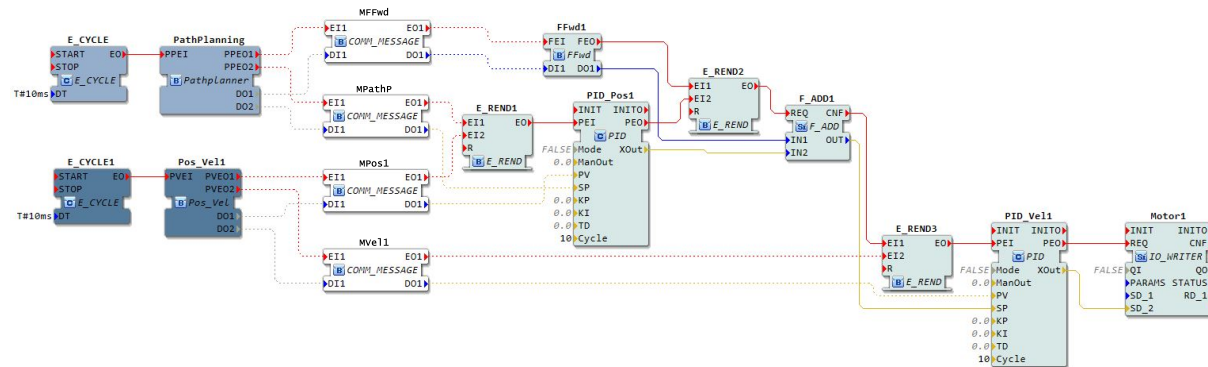 E_CYCLE
START EO
STOP
E_CYCLE
T#10ms DT
PathPlanning
PPEI PPEO1
PPEO2
Pathplanner
DO1
DO2
MFFwd
EI1 EO1
COMM_MESSAGE
DI1 DO1
FFwd1
FEI FEO
FFwd
DI1 DO1
MPathP
EI1 EO1
COMM_MESSAGE
DI1 DO1
E_REND1
EI1 EO
EI2
R
E_REND
PID_Pos1
INIT INITO
PEI PEO
PID
FALSE Mode XOut
0.0 ManOut
PV
SP
0.0 KP
0.0 KI
0.0 TD
10 Cycle
E_REND2
EI1 EO
EI2
R
E_REND
F_ADD1
REQ CNF
F_ADD
IN1 OUT
IN2
E_CYCLE1
START EO
STOP
E_CYCLE
T#10ms DT
Pos_Vel1
PVEI PVEO1
PVEO2
Pos_Vel
DO1
DO2
MPos1
EI1 EO1
COMM_MESSAGE
DI1 DO1
MVel1
EI1 EO1
COMM_MESSAGE
DI1 DO1
E_REND3
EI1 EO
EI2
R
E_REND
PID_Vel1
INIT INITO
PEI PEO
PID
FALSE Mode XOut
0.0 ManOut
PV
SP
0.0 KP
0.0 KI
0.0 TD
10 Cycle
Motor1
INIT INITO
REQ CNF
IO_WRITER
FALSE QI QO
PARAMS STATUS
SD_1 RD_1
SD_2